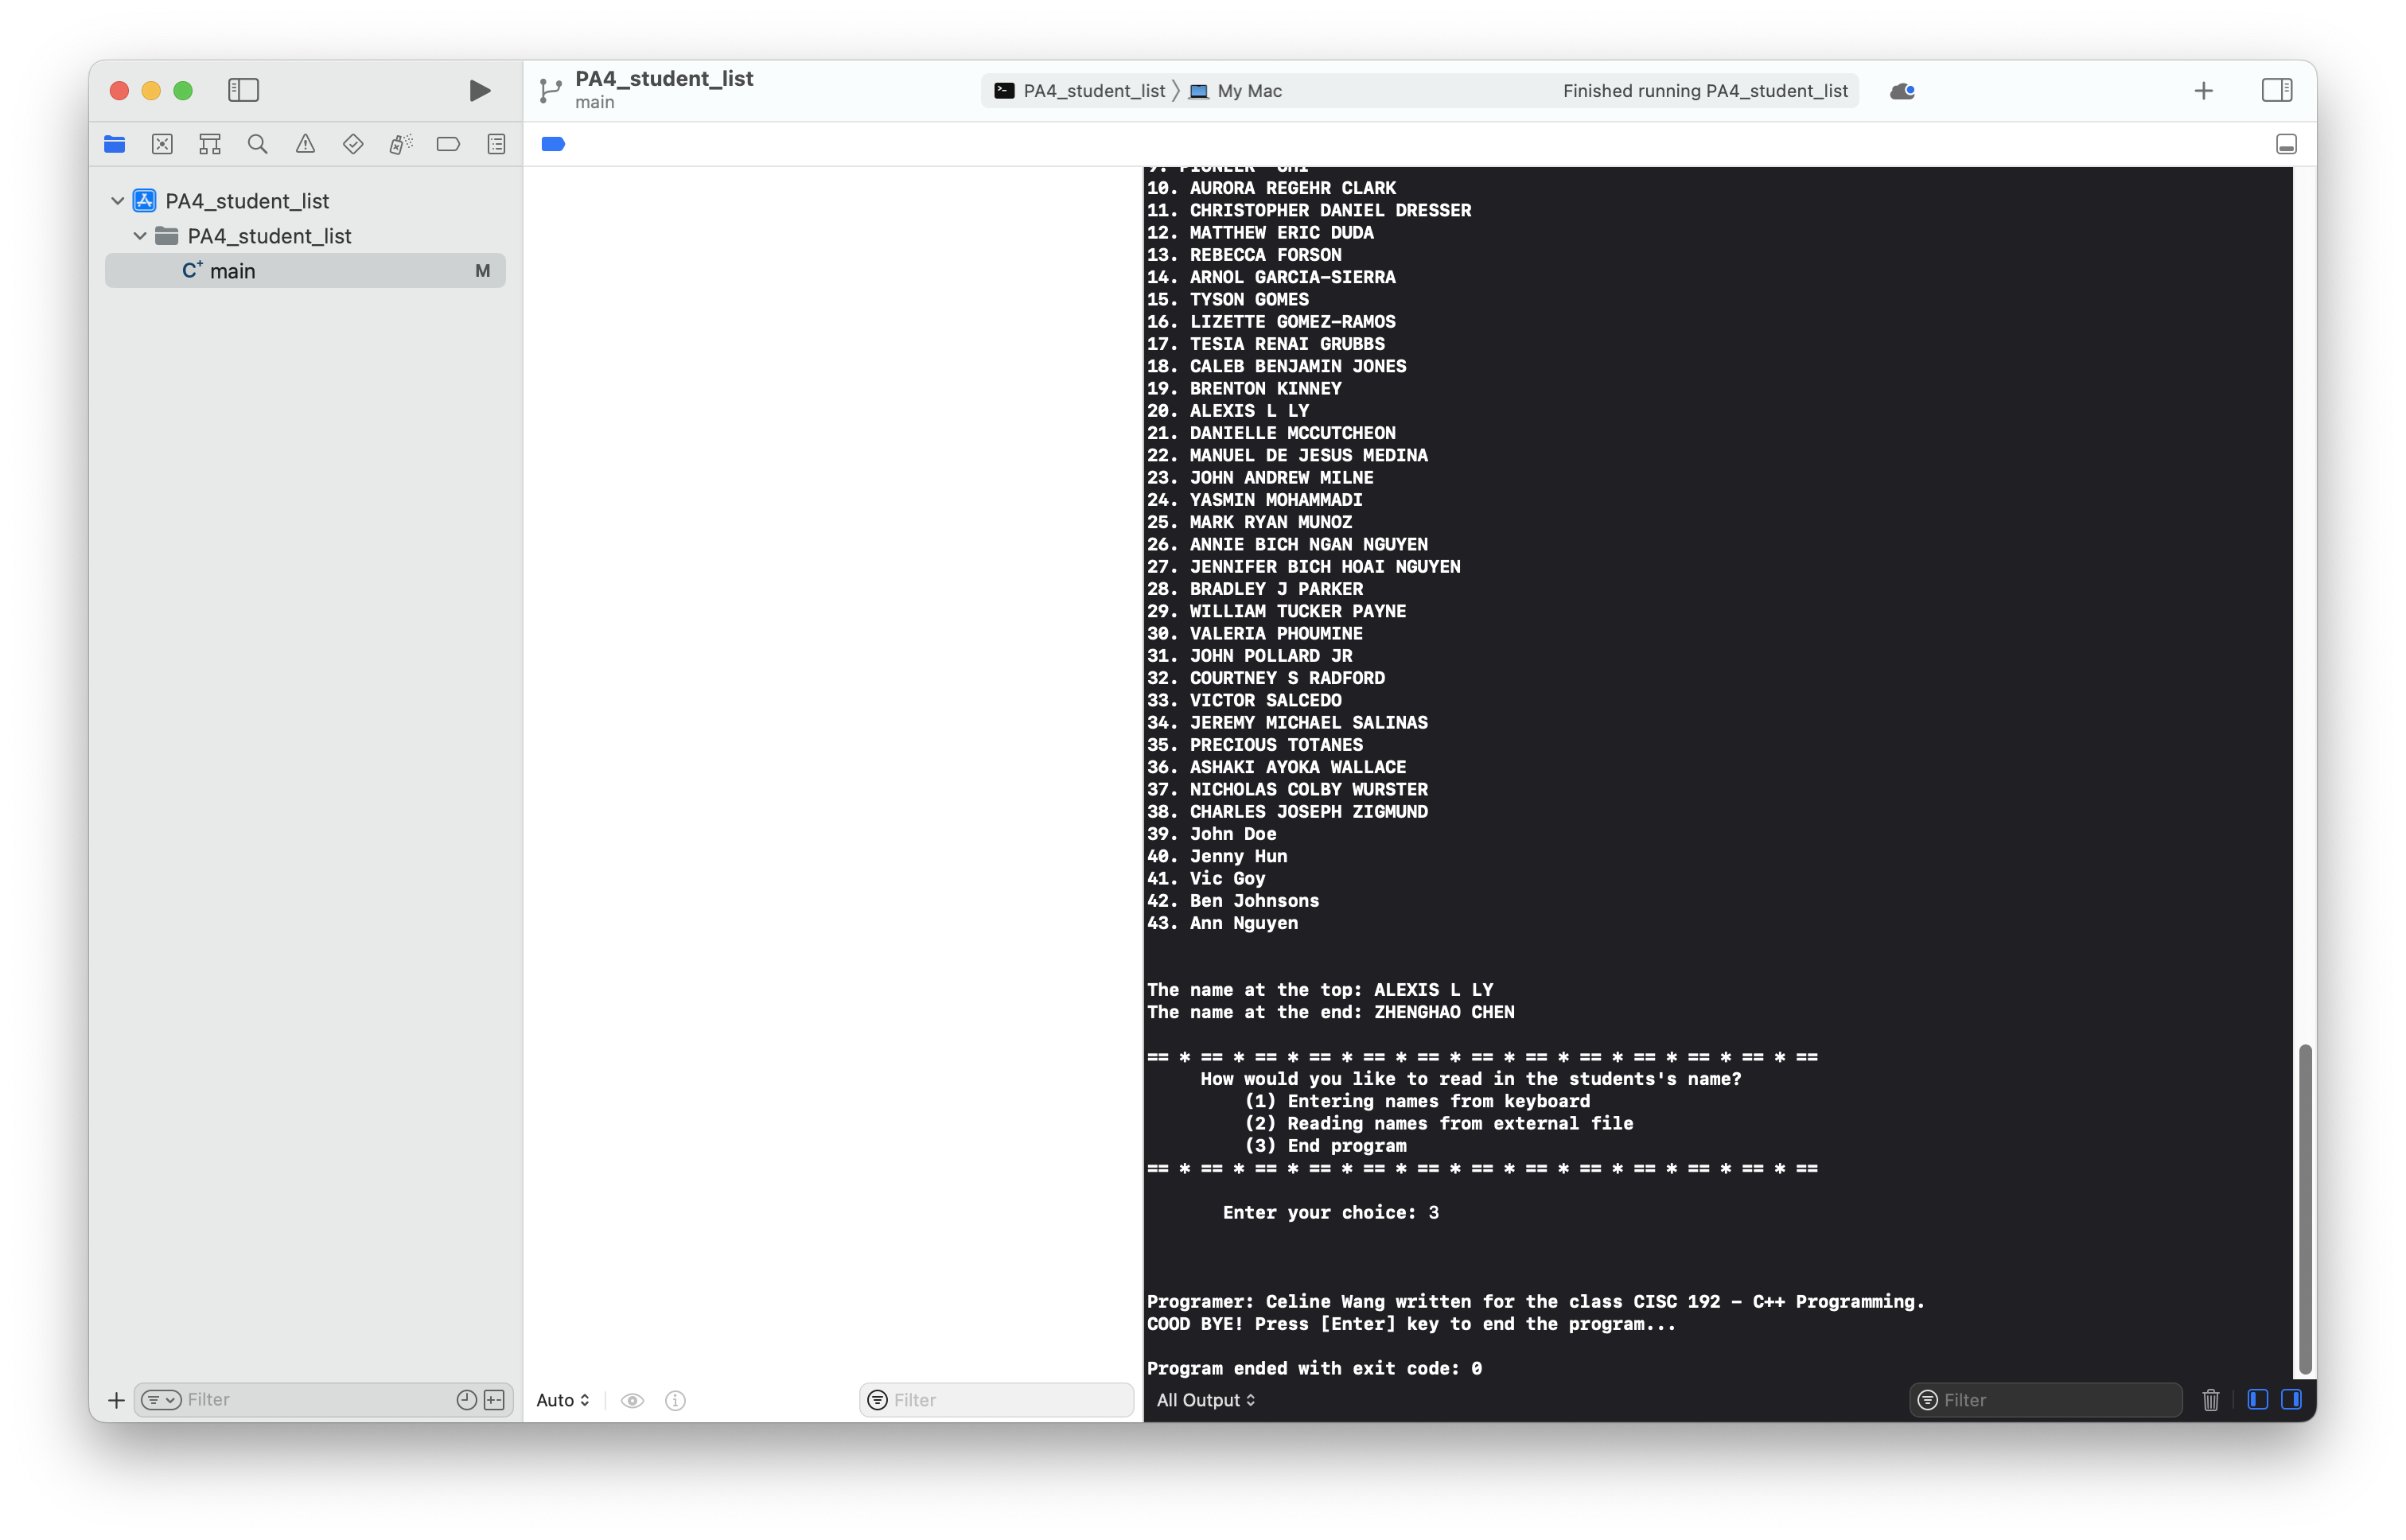 PA4_student_list
main
PA4_student_list
My Mac
Finished running PA4_student_list
PA4_student_list
PA4_student_list
main
M
10. AURORA REGEHR CLARK
11. CHRISTOPHER DANIEL DRESSER
12. MATTHEW ERIC DUDA
13. REBECCA FORSON
14. ARNOL GARCIA-SIERRA
15. TYSON GOMES
16. LIZETTE GOMEZ-RAMOS
17. TESIA RENAI GRUBBS
18. CALEB BENJAMIN JONES
19. BRENTON KINNEY
20. ALEXIS L LY
21. DANIELLE MCCUTCHEON
22. MANUEL DE JESUS MEDINA
23. JOHN ANDREW MILNE
24. YASMIN MOHAMMADI
25. MARK RYAN MUNOZ
26. ANNIE BICH NGAN NGUYEN
27. JENNIFER BICH HOAI NGUYEN
28. BRADLEY J PARKER
29. WILLIAM TUCKER PAYNE
30. VALERIA PHOUMINE
31. JOHN POLLARD JR
32. COURTNEY S RADFORD
33. VICTOR SALCEDO
34. JEREMY MICHAEL SALINAS
35. PRECIOUS TOTANES
36. ASHAKI AYOKA WALLACE
37. NICHOLAS COLBY WURSTER
38. CHARLES JOSEPH ZIGMUND
39. John Doe
40. Jenny Hun
41. Vic Goy
42. Ben Johnsons
43. Ann Nguyen
The name at the top: ALEXIS L LY
The name at the end: ZHENGHAO CHEN
== * == * == * == * == * == * == * == * == * == * == * == * ==
How would you like to read in the students's name?
(1) Entering names from keyboard
(2) Reading names from external file
(3) End program
== * == * == * == * == * == * == * == * == * == * == * == * ==
Enter your choice: 3
Programer: Celine Wang written for the class CISC 192 - C++ Programming.
COOD BYE! Press [Enter] key to end the program...
Program ended with exit code: 0
Filter
Auto
Filter
All Output
Filter